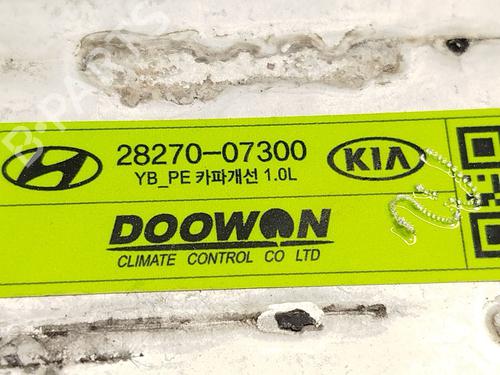 28270-07300
KIA
YB_PE 카파개선 1.0L
DOOWON
CLIMATE CONTROL CO LTD
B-PARTS